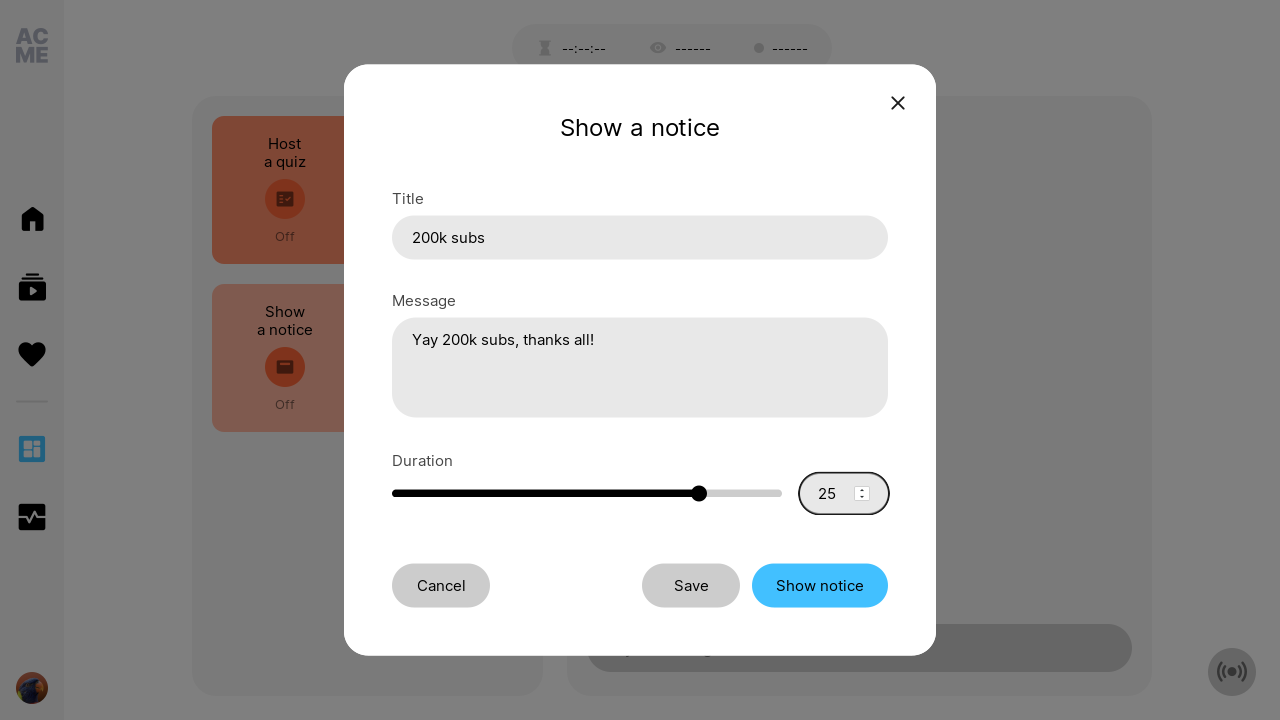 AC
ME
--:--:-- ------ ------
Host
a quiz
Off
Show
a notice
Off
Show a notice
Title
200k subs
Message
Yay 200k subs, thanks all!
Duration
25
Cancel
Save
Show notice